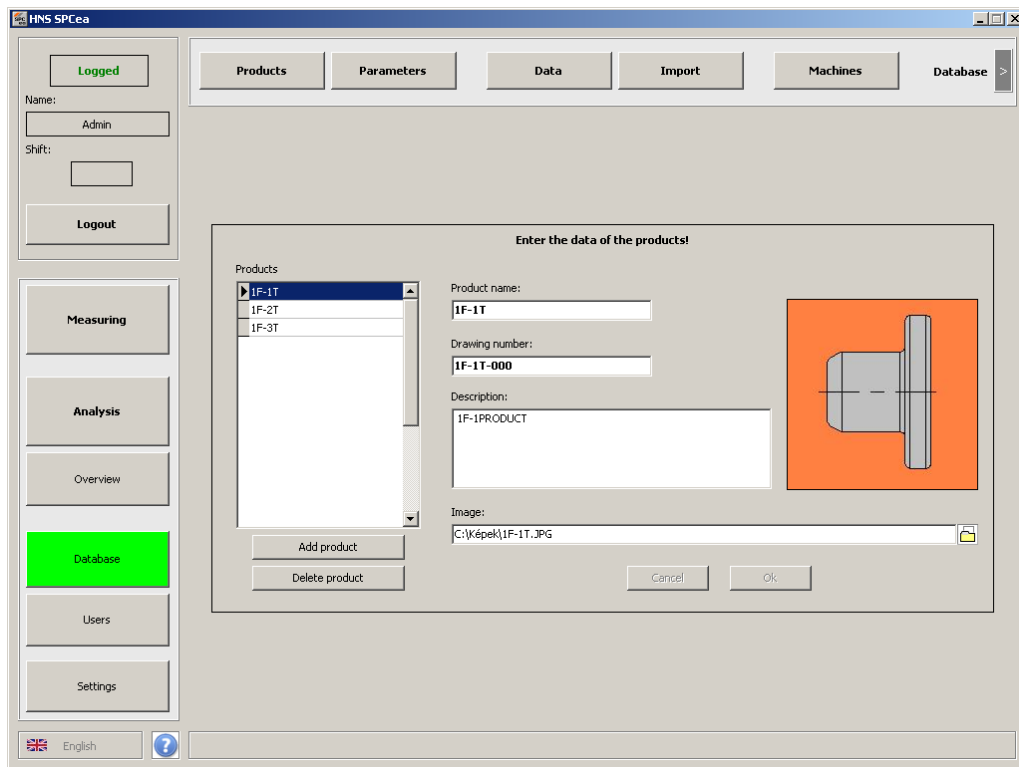 HNS SPCea
Logged
Name:
Admin
Shift:
Logout
Measuring
Analysis
Overview
Database
Users
Settings
English
Products
Parameters
Data
Import
Machines
Database
>
Enter the data of the products!
Products
1F-1T
1F-2T
1F-3T
Add product
Delete product
Product name:
1F-1T
Drawing number:
1F-1T-000
Description:
1F-1PRODUCT
Image:
C:\Képek\1F-1T.JPG
Cancel
Ok